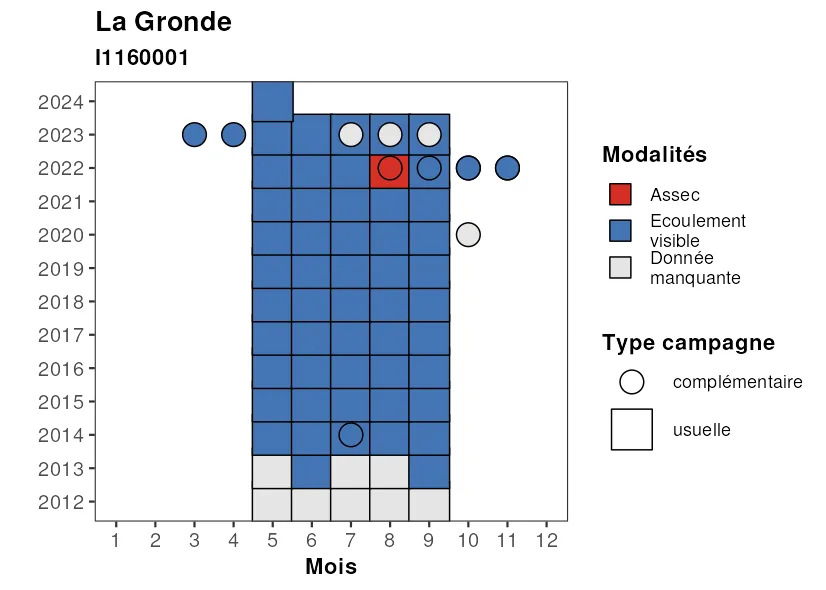 La Gronde
I1160001
2024
2023
2022
2021
2020
2019
2018
2017
2016
2015
2014
2013
2012
1 2 3 4 5 6 7 8 9 10 11 12
Mois
Modalités
Assec
Ecoulement
visible
Donnée
manquante
Type campagne
complémentaire
usuelle